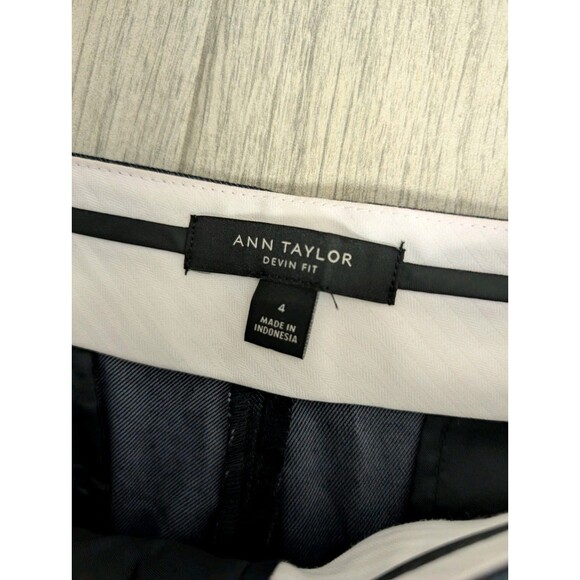 ANN TAYLOR
DEVIN FIT
4
MADE IN
INDONESIA